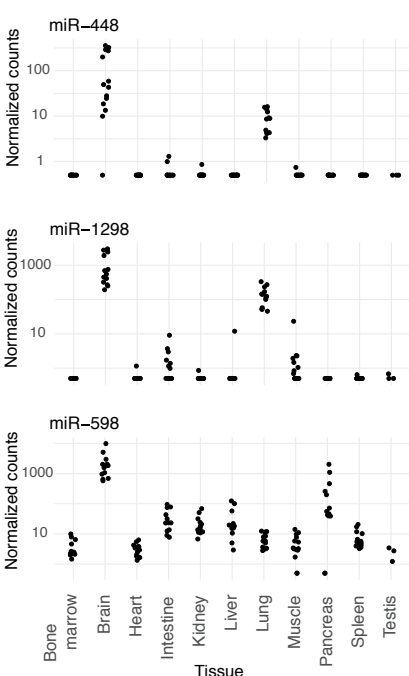 miR−448
Normalized counts
100
10
1
miR−1298
Normalized counts
1000
10
miR−598
Normalized counts
1000
10
Bone
marrow
Brain
Heart
Intestine
Kidney
Liver
Lung
Muscle
Pancreas
Spleen
Testis
Tissue